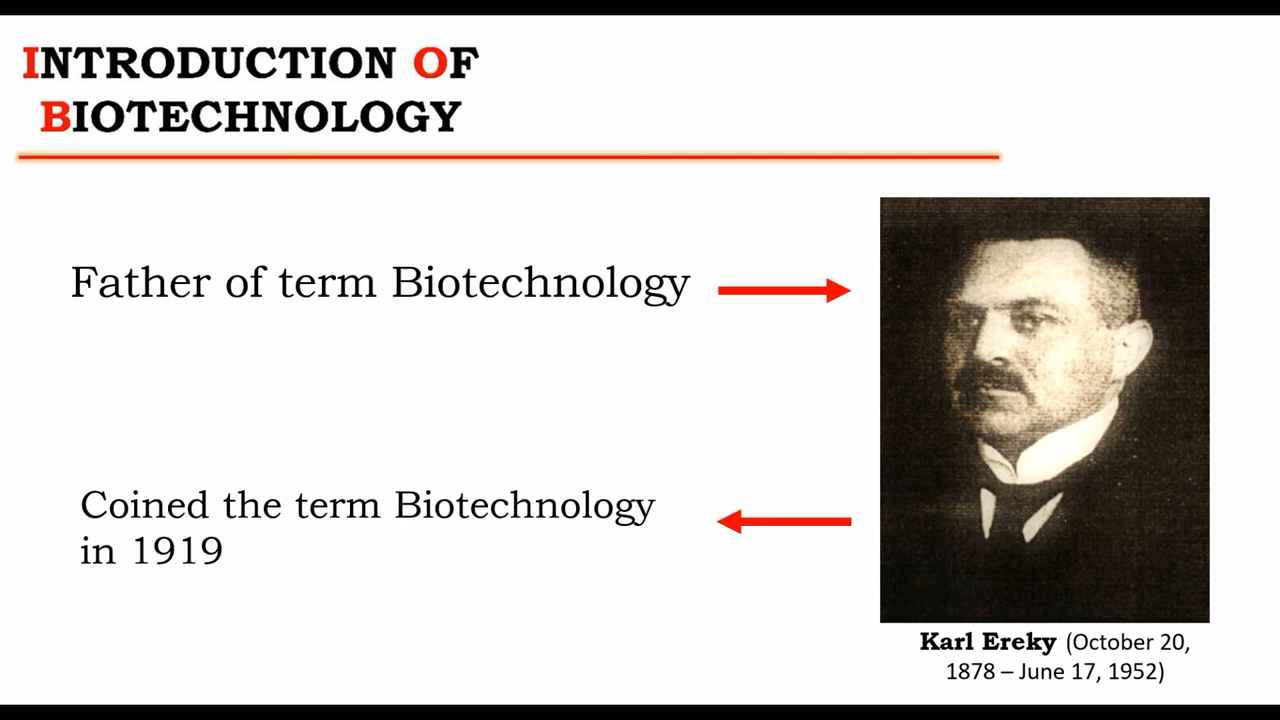 INTRODUCTION OF
BIOTECHNOLOGY
Father of term Biotechnology
Coined the term Biotechnology
in 1919
Karl Ereky (October 20,
1878 – June 17, 1952)